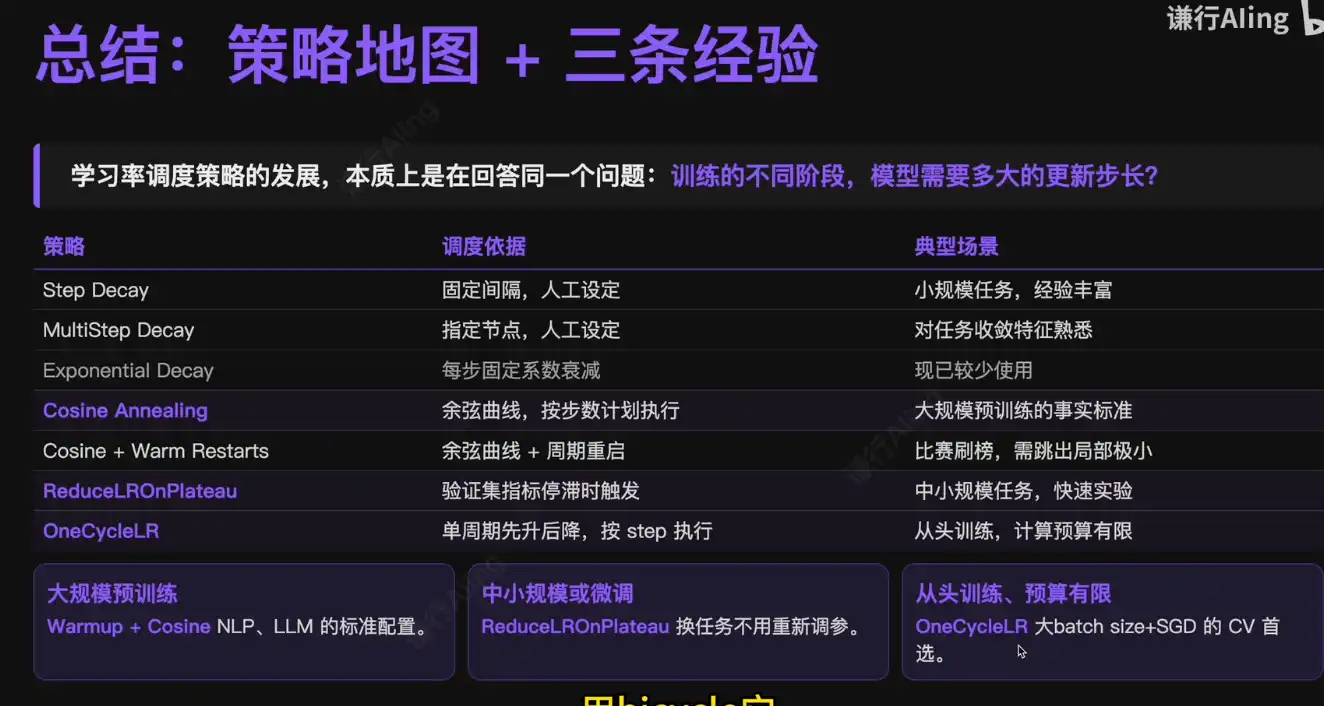 谦行AIing
总结：策略地图 + 三条经验
学习率调度策略的发展，本质上是在回答同一个问题：训练的不同阶段，模型需要多大的更新步长？
策略 调度依据 典型场景
Step Decay 固定间隔，人工设定 小规模任务，经验丰富
MultiStep Decay 指定节点，人工设定 对任务收敛特征熟悉
Exponential Decay 每步固定系数衰减 现已较少使用
Cosine Annealing 余弦曲线，按步数计划执行 大规模预训练的事实标准
Cosine + Warm Restarts 余弦曲线 + 周期重启 比赛刷榜，需跳出局部极小
ReduceLROnPlateau 验证集指标停滞时触发 中小规模任务，快速实验
OneCycleLR 单周期先升后降，按 step 执行 从头训练，计算预算有限
大规模预训练
Warmup + Cosine NLP、LLM 的标准配置。
中小规模或微调
ReduceLROnPlateau 换任务不用重新调参。
从头训练、预算有限
OneCycleLR 大batch size+SGD 的 CV 首
选。